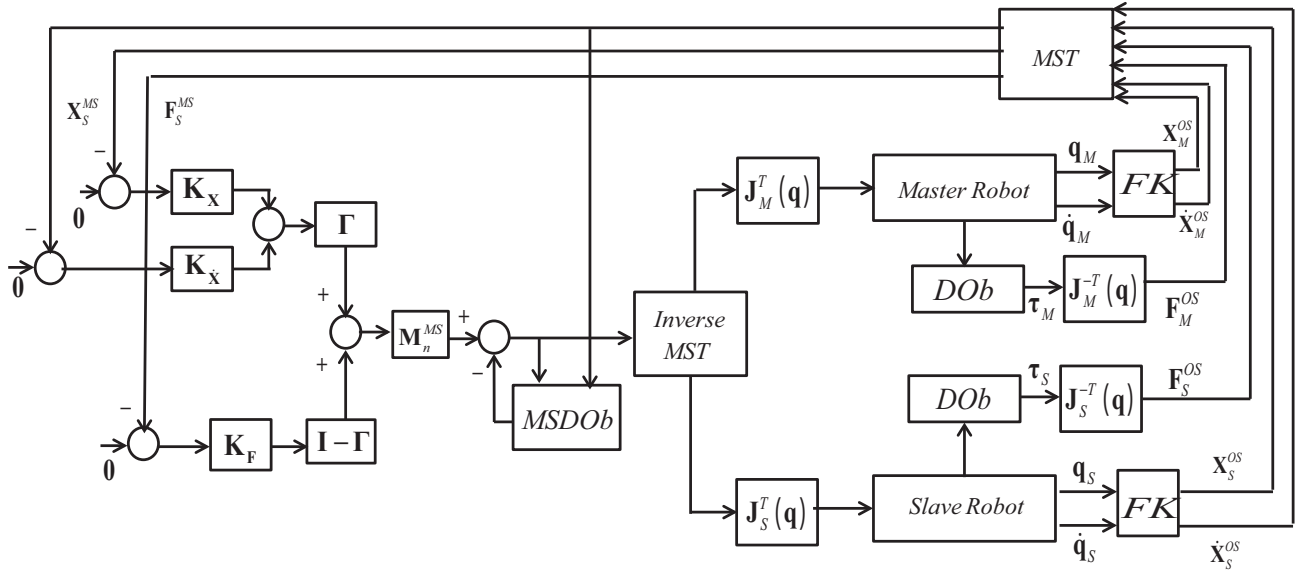 MST
X_S^{MS}
F_S^{MS}
−
0
K_X
−
0
K_Ẋ
Γ
+
+
M_n^{MS}
+
−
MSDOb
−
0
K_F
I − Γ
Inverse
MST
J_M^T (q)
Master Robot
q_M
q̇_M
FK
X_M^{OS}
Ẋ_M^{OS}
DOb
τ_M
J_M^{-T} (q)
F_M^{OS}
DOb
τ_S
J_S^{-T} (q)
F_S^{OS}
J_S^T (q)
Slave Robot
q_S
q̇_S
FK
X_S^{OS}
Ẋ_S^{OS}